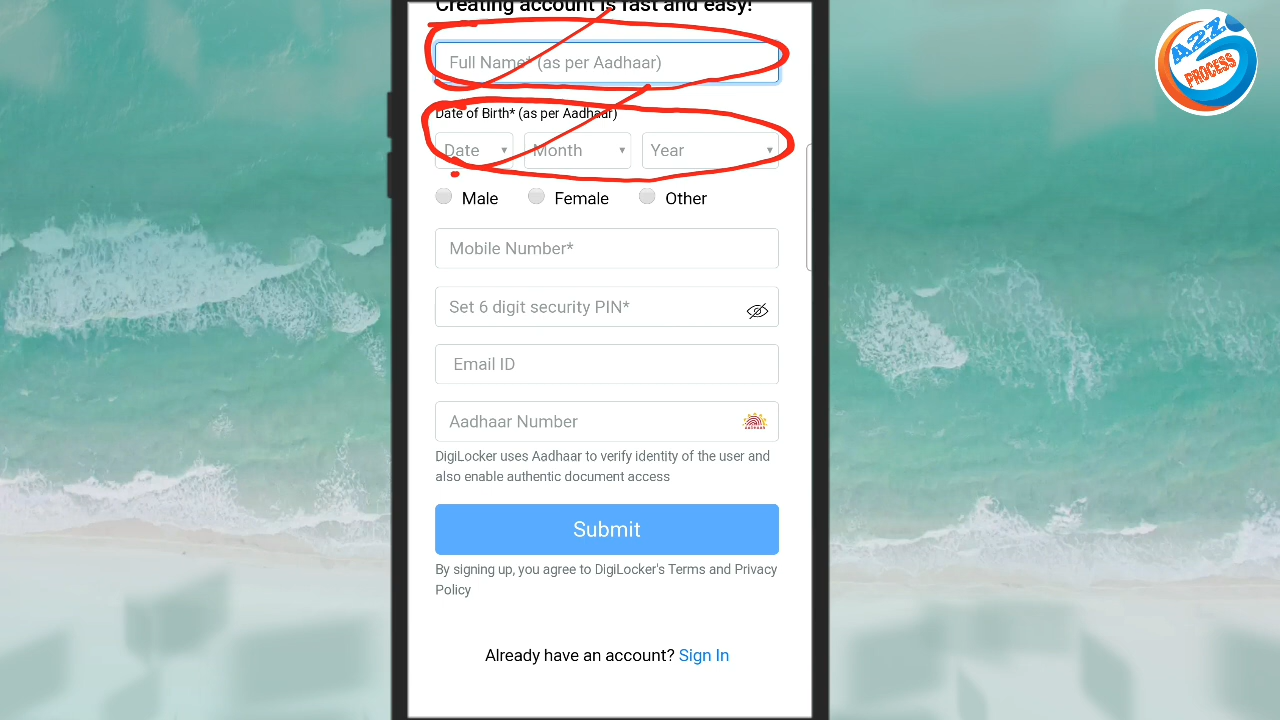 Creating account is fast and easy!
A2ZZ
PROCESS
Full Name* (as per Aadhaar)
Date of Birth* (as per Aadhaar)
Date Month Year
Male Female Other
Mobile Number*
Set 6 digit security PIN*
Email ID
Aadhaar Number
DigiLocker uses Aadhaar to verify identity of the user and
also enable authentic document access
Submit
By signing up, you agree to DigiLocker's Terms and Privacy
Policy
Already have an account? Sign In